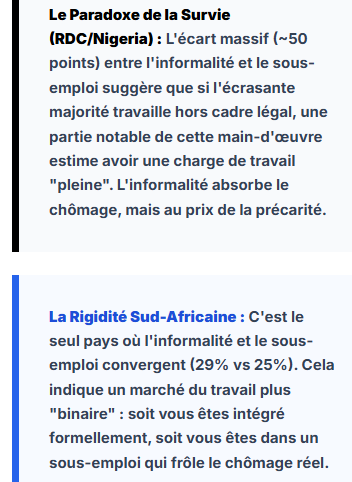 Le Paradoxe de la Survie
(RDC/Nigeria) : L'écart massif (~50
points) entre l'informalité et le sous-
emploi suggère que si l'écrasante
majorité travaille hors cadre légal, une
partie notable de cette main-d'œuvre
estime avoir une charge de travail
"pleine". L'informalité absorbe le
chômage, mais au prix de la précarité.
La Rigidité Sud-Africaine : C'est le
seul pays où l'informalité et le sous-
emploi convergent (29% vs 25%). Cela
indique un marché du travail plus
"binaire" : soit vous êtes intégré
formellement, soit vous êtes dans un
sous-emploi qui frôle le chômage réel.